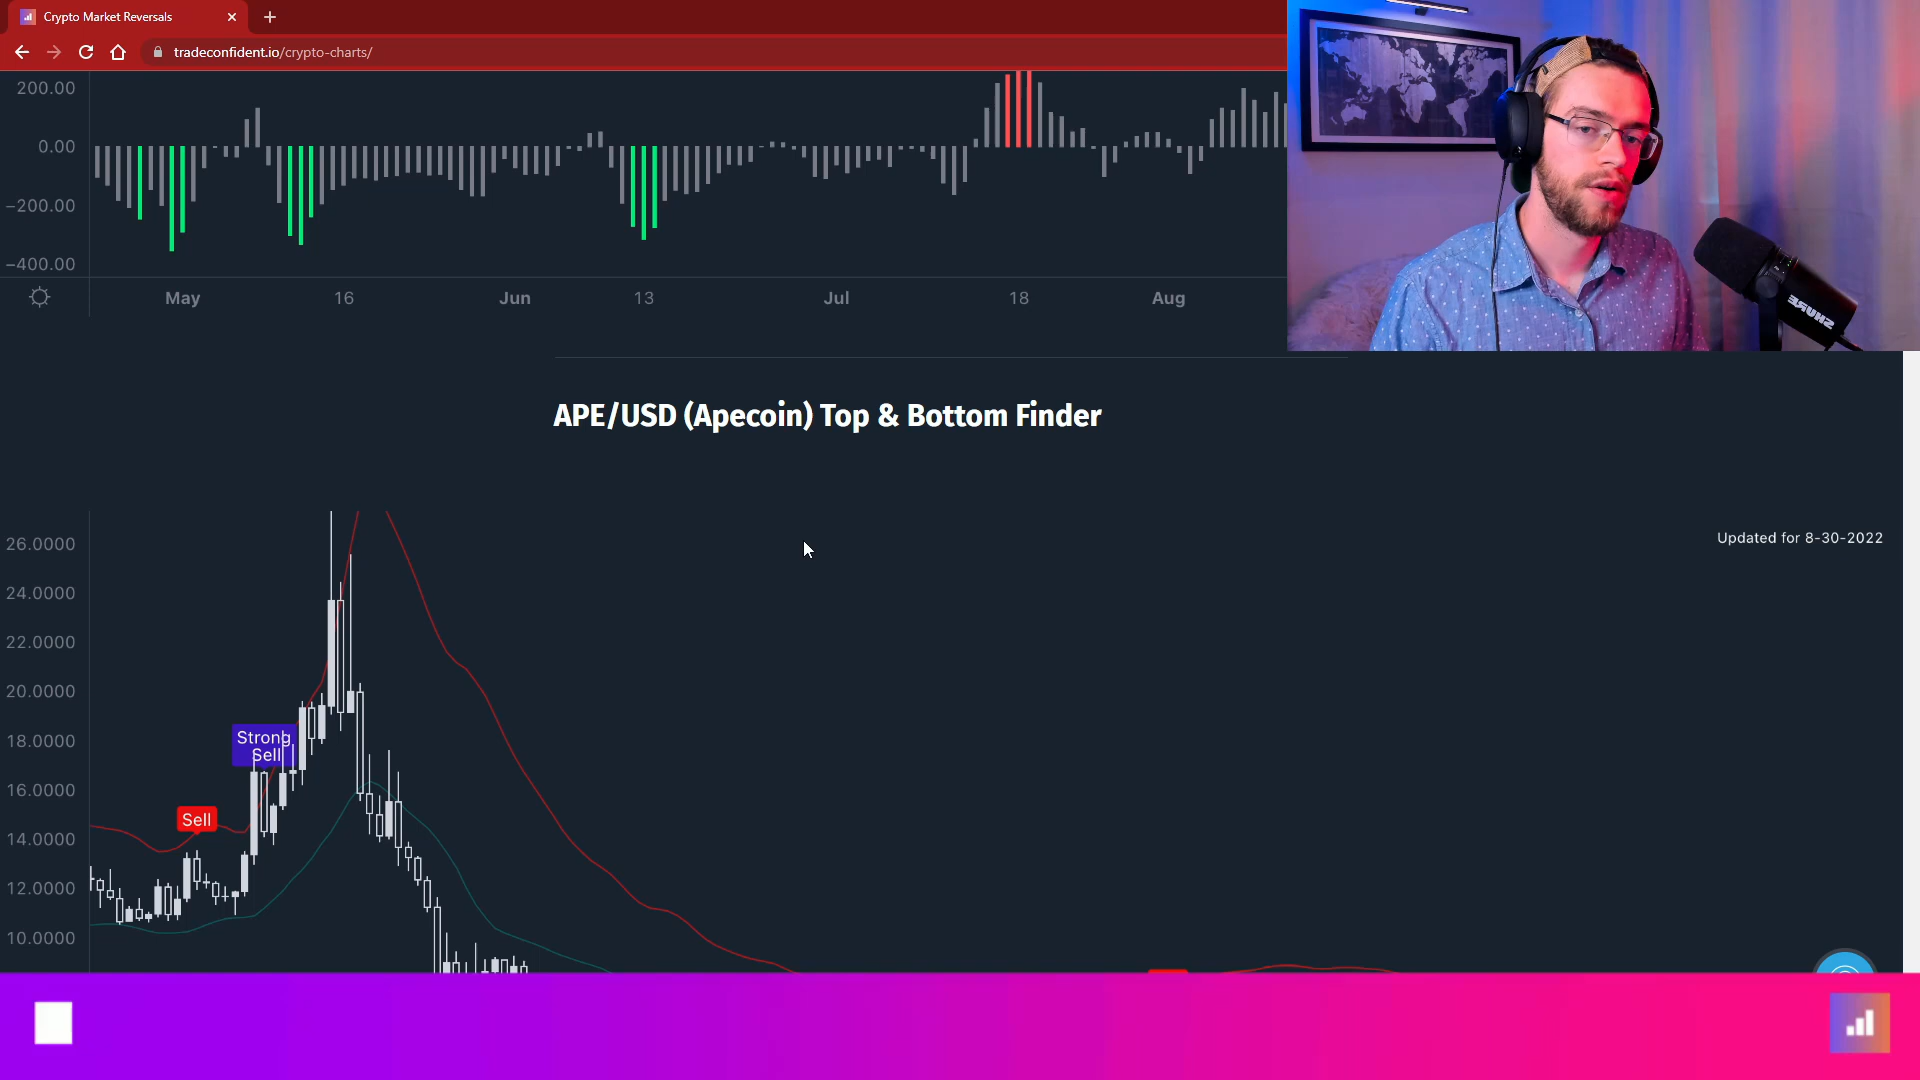 Crypto Market Reversals
tradeconfident.io/crypto-charts/
200.00
0.00
−200.00
−400.00
May 16 Jun 13 Jul 18 Aug
SHURE
APE/USD (Apecoin) Top & Bottom Finder
Updated for 8-30-2022
26.0000
24.0000
22.0000
20.0000
18.0000
16.0000
14.0000
12.0000
10.0000
Strong
Sell
Sell